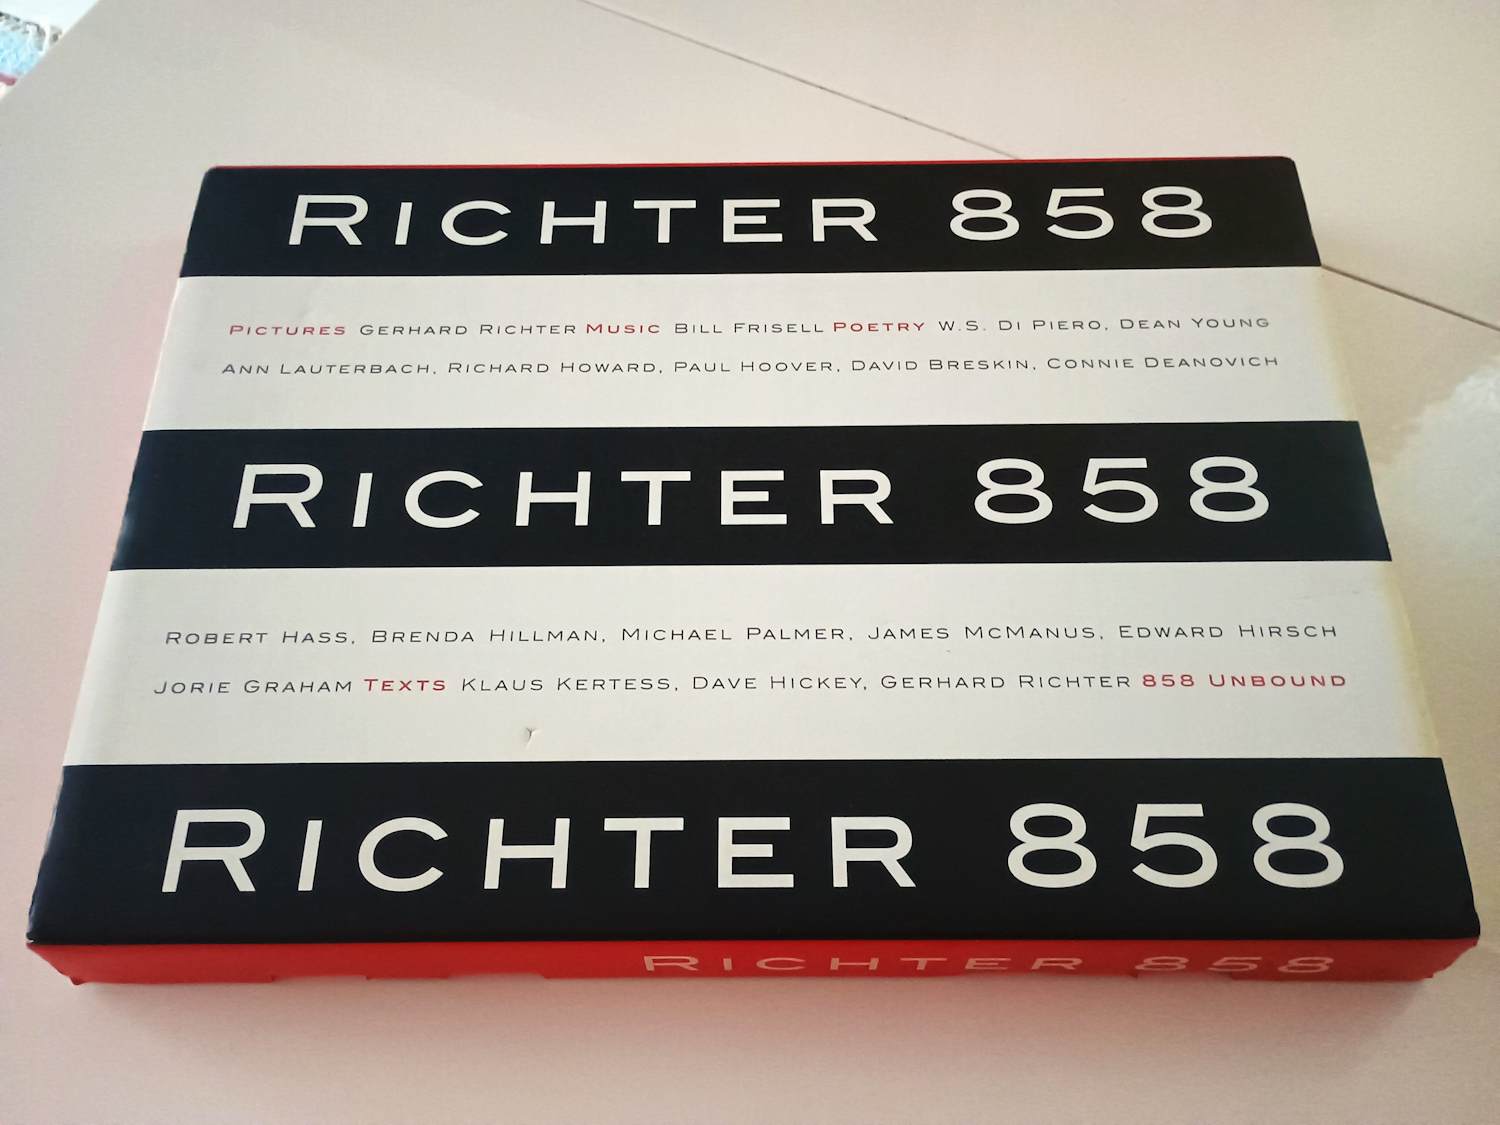 RICHTER 858
PICTURES GERHARD RICHTER MUSIC BILL FRISELL POETRY W.S. DI PIERO, DEAN YOUNG
ANN LAUTERBACH, RICHARD HOWARD, PAUL HOOVER, DAVID BRESKIN, CONNIE DEANOVICH
RICHTER 858
ROBERT HASS, BRENDA HILLMAN, MICHAEL PALMER, JAMES MCMANUS, EDWARD HIRSCH
JORIE GRAHAM TEXTS KLAUS KERTESS, DAVE HICKEY, GERHARD RICHTER 858 UNBOUND
RICHTER 858
RICHTER 858